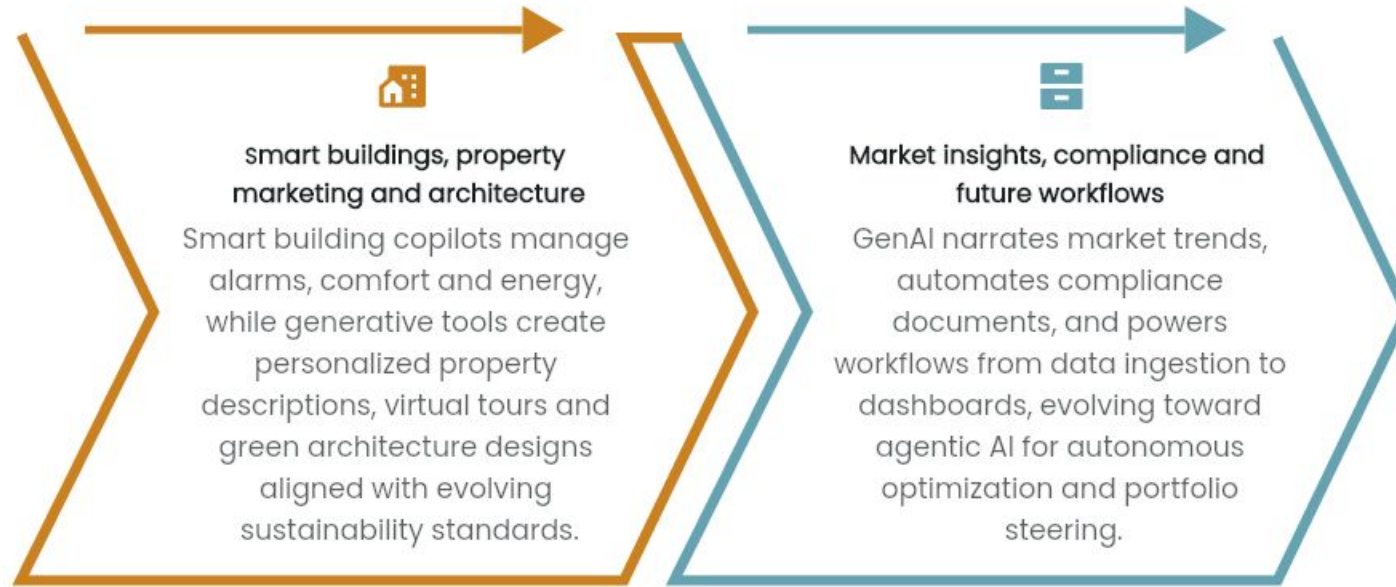 Smart buildings, property
marketing and architecture
Smart building copilots manage
alarms, comfort and energy,
while generative tools create
personalized property
descriptions, virtual tours and
green architecture designs
aligned with evolving
sustainability standards.
Market insights, compliance and
future workflows
GenAI narrates market trends,
automates compliance
documents, and powers
workflows from data ingestion to
dashboards, evolving toward
agentic AI for autonomous
optimization and portfolio
steering.